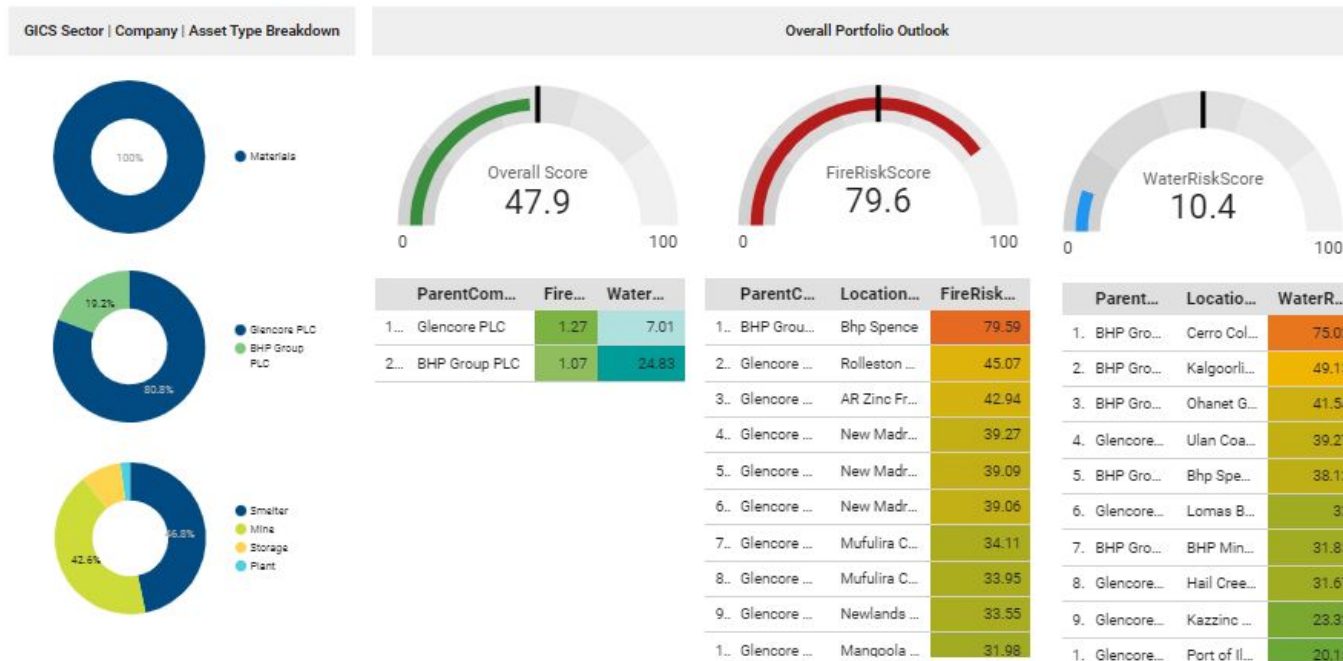 GICS Sector | Company | Asset Type Breakdown
Overall Portfolio Outlook
100%
Materials
19.2%
80.8%
Glencore PLC
BHP Group
PLC
42.6%
46.8%
Smelter
Mine
Storage
Plant
Overall Score
47.9
0 100
FireRiskScore
79.6
0 100
WaterRiskScore
10.4
0 100
ParentCom... Fire... Water...
1... Glencore PLC 1.27 7.01
2... BHP Group PLC 1.07 24.83
ParentC... Location... FireRisk...
1.. BHP Grou... Bhp Spence 79.59
2.. Glencore ... Rolleston ... 45.07
3.. Glencore ... AR Zinc Fr... 42.94
4.. Glencore ... New Madr... 39.27
5.. Glencore ... New Madr... 39.09
6.. Glencore ... New Madr... 39.06
7.. Glencore ... Mufulira C... 34.11
8.. Glencore ... Mufulira C... 33.95
9.. Glencore ... Newlands ... 33.55
1.. Glencore ... Mangoola ... 31.98
Parent... Locatio... WaterR...
1. BHP Gro... Cerro Col...
2. BHP Gro... Kalgoorli...
3. BHP Gro... Ohanet G...
4. Glencore... Ulan Coa...
5. BHP Gro... Bhp Spe...
6. Glencore... Lomas B...
7. BHP Gro... BHP Min...
8. Glencore... Hail Cree...
9. Glencore... Kazzinc ...
1. Glencore... Port of Il...